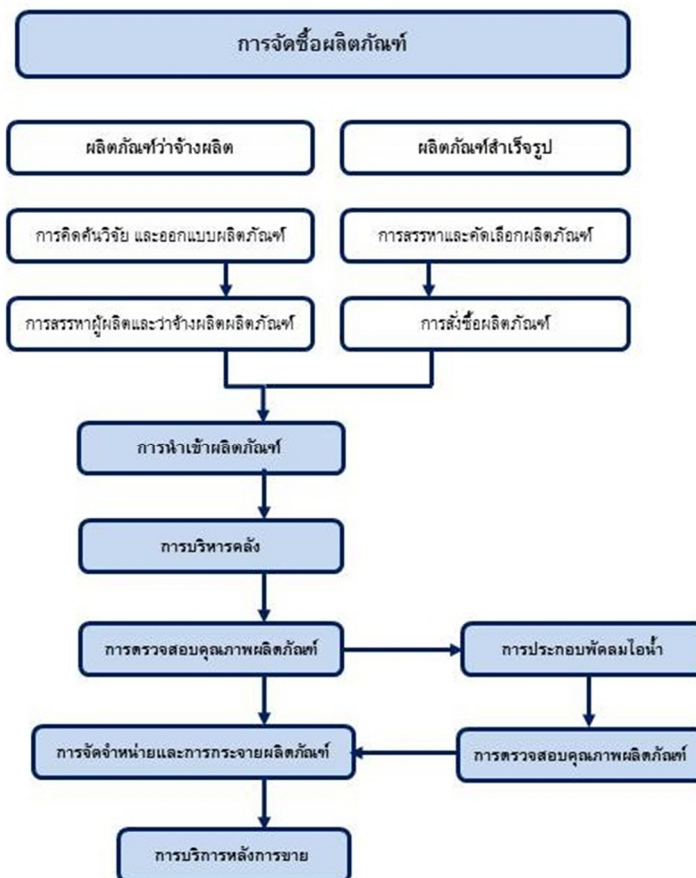 การจัดซื้อผลิตภัณฑ์
ผลิตภัณฑ์ว่าจ้างผลิต
ผลิตภัณฑ์สำเร็จรูป
การคิดค้นวิจัย และออกแบบผลิตภัณฑ์
การสรรหาและคัดเลือกผลิตภัณฑ์
การสรรหาผู้ผลิตและว่าจ้างผลิตผลิตภัณฑ์
การสั่งซื้อผลิตภัณฑ์
การนำเข้าผลิตภัณฑ์
การบริหารคลัง
การตรวจสอบคุณภาพผลิตภัณฑ์
การประกอบพัดลมไอน้ำ
การจัดจำหน่ายและการกระจายผลิตภัณฑ์
การตรวจสอบคุณภาพผลิตภัณฑ์
การบริการหลังการขาย